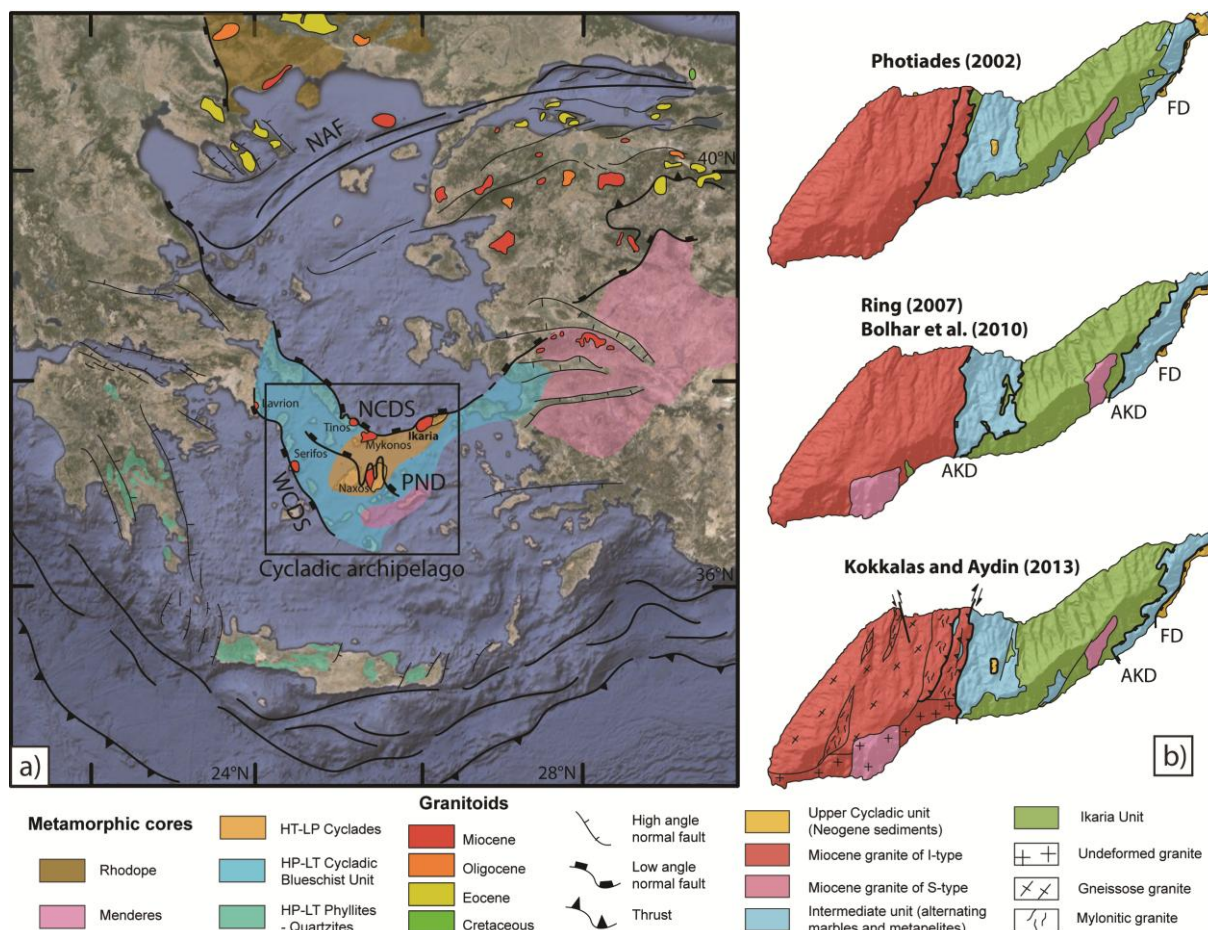 NAF
40°N
Lavrion
Tinos
NCDS
Ikaria
Mykonos
Serifos
WCDS
Naxos
PND
Cycladic archipelago
36°N
24°N
28°N
a)
Photiades (2002)
FD
Ring (2007)
Bolhar et al. (2010)
FD
AKD
AKD
Kokkalas and Aydin (2013)
FD
AKD
b)
Metamorphic cores
Rhodope
Menderes
HT-LP Cyclades
HP-LT Cycladic
Blueschist Unit
HP-LT Phyllites
- Quartzites
Granitoids
Miocene
Oligocene
Eocene
Cretaceous
High angle
normal fault
Low angle
normal fault
Thrust
Upper Cycladic unit
(Neogene sediments)
Miocene granite of I-type
Miocene granite of S-type
Intermediate unit (alternating
marbles and metapelites)
Ikaria Unit
Undeformed granite
Gneissose granite
Mylonitic granite